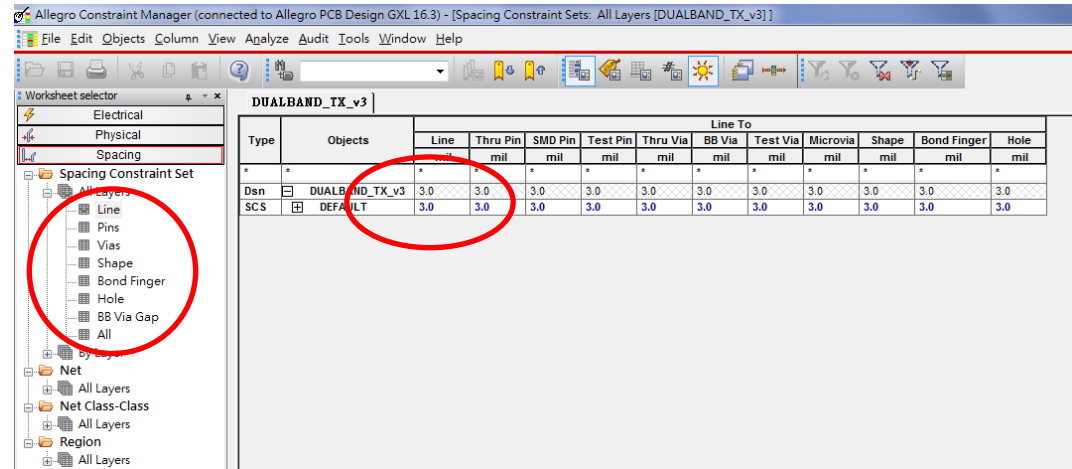 Allegro Constraint Manager (connected to Allegro PCB Design GXL 16.3) - [Spacing Constraint Sets: All Layers [DUALBAND_TX_v3] ]
File Edit Objects Column View Analyze Audit Tools Window Help
Worksheet selector
Electrical
Physical
Spacing
Spacing Constraint Set
All Layers
Line
Pins
Vias
Shape
Bond Finger
Hole
BB Via Gap
All
By Layer
Net
All Layers
Net Class-Class
All Layers
Region
All Layers
DUALBAND_TX_v3
Line To
Type Objects Line Thru Pin SMD Pin Test Pin Thru Via BB Via Test Via Microvia Shape Bond Finger Hole
mil mil mil mil mil mil mil mil mil mil mil
* * * * * * * * * * * * *
Dsn DUALBAND_TX_v3 3.0 3.0 3.0 3.0 3.0 3.0 3.0 3.0 3.0 3.0 3.0
SCS DEFAULT 3.0 3.0 3.0 3.0 3.0 3.0 3.0 3.0 3.0 3.0 3.0